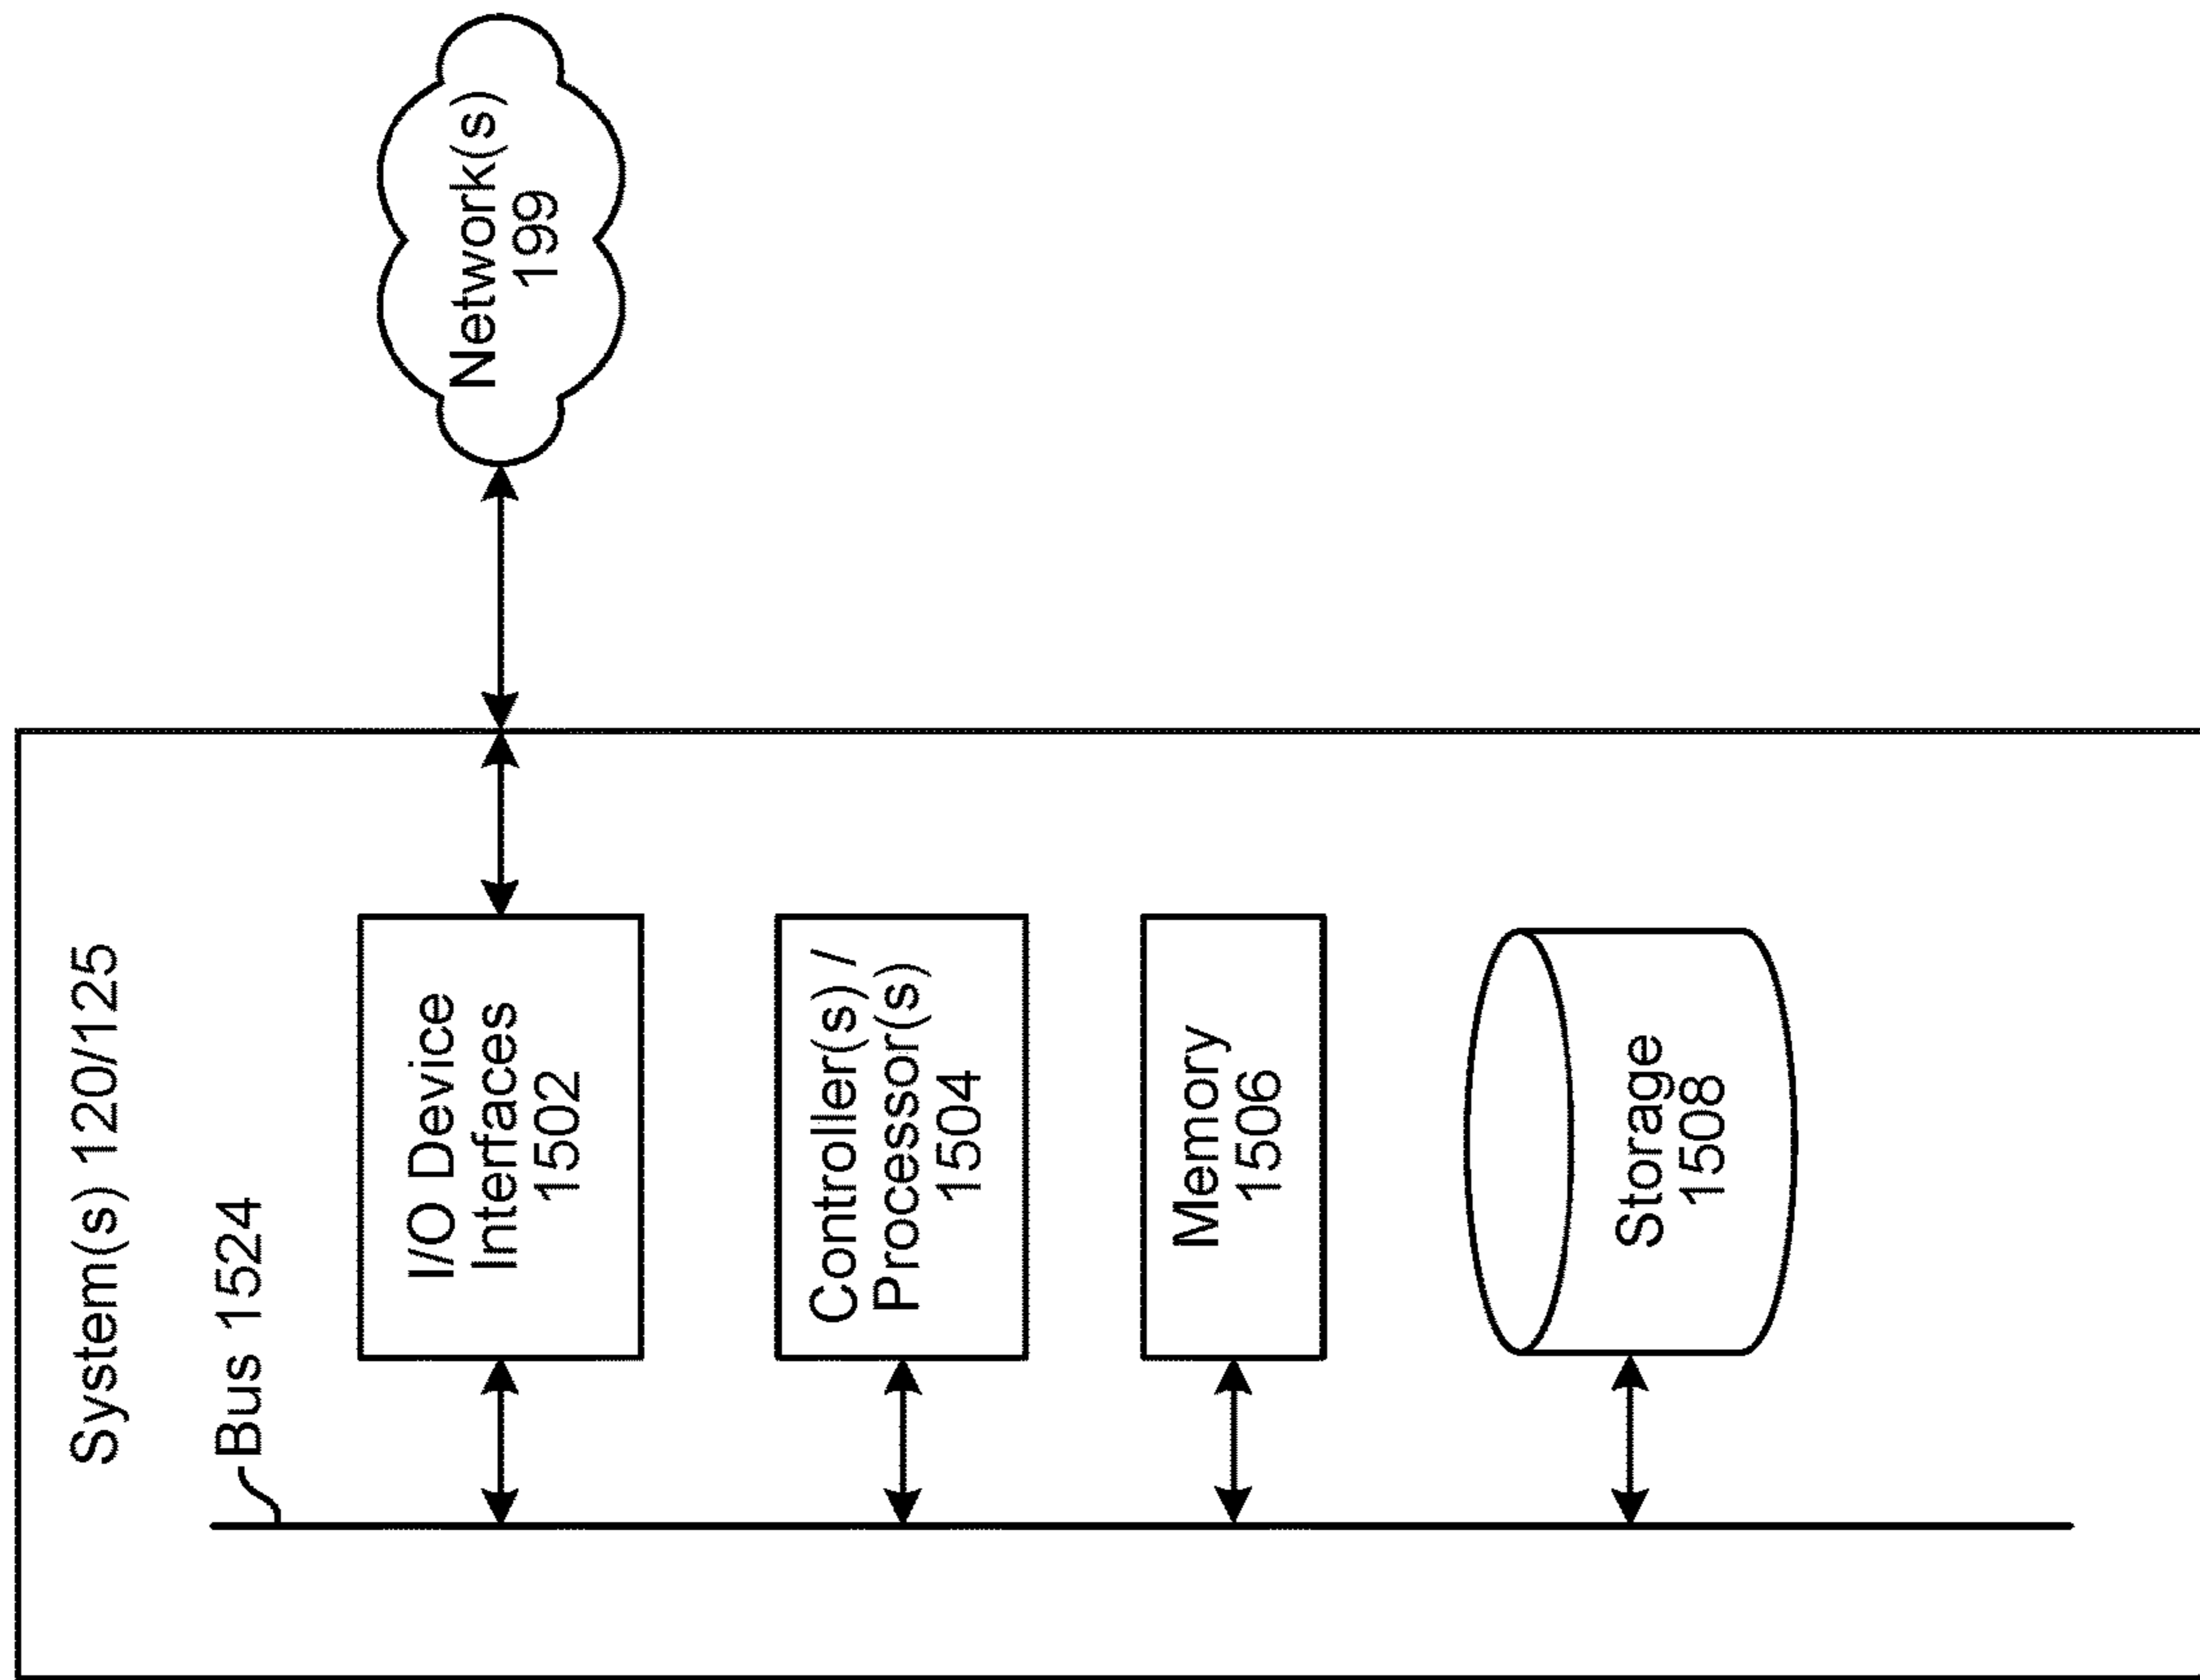 System(s) 120/125
Bus 1524
I/O Device
Interfaces
1502
Network(s)
199
Controller(s) /
Processor(s)
1504
Memory
1506
Storage
1508